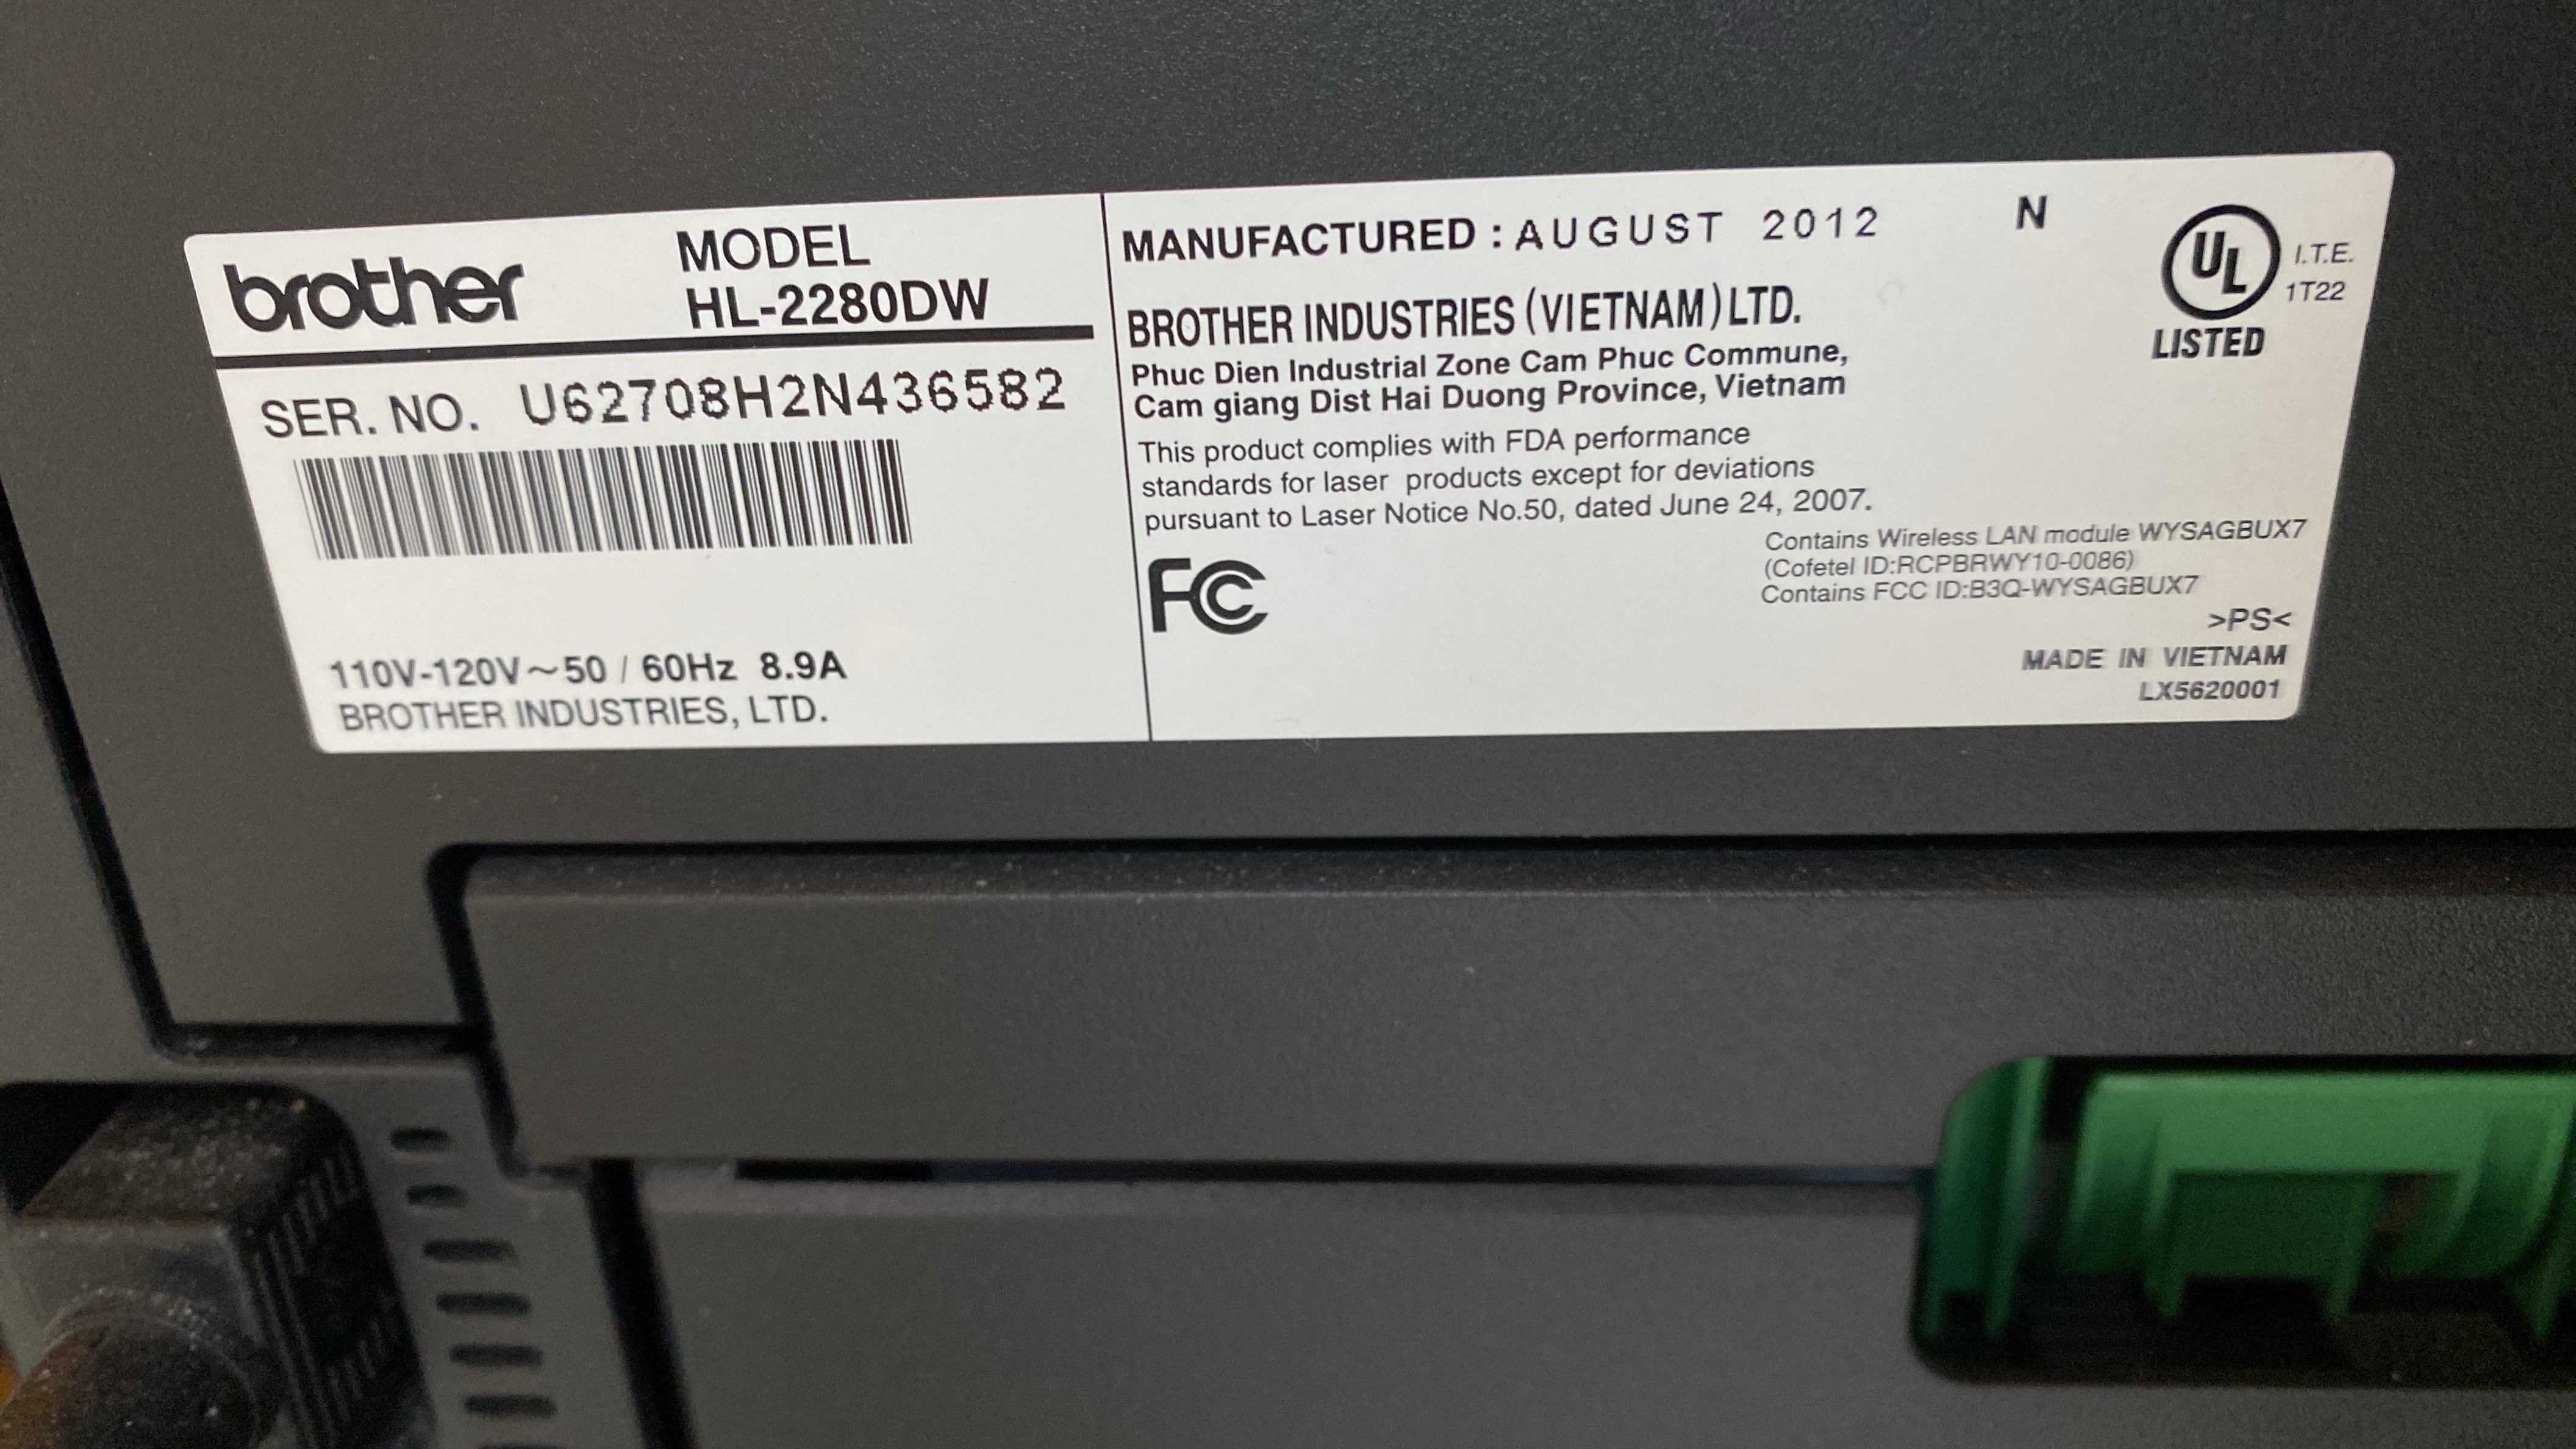 brother
MODEL
HL-2280DW
SER. NO. U62708H2N436582
110V-120V~50 / 60Hz 8.9A
BROTHER INDUSTRIES, LTD.
MANUFACTURED : AUGUST 2012 N
BROTHER INDUSTRIES (VIETNAM) LTD.
Phuc Dien Industrial Zone Cam Phuc Commune,
Cam giang Dist Hai Duong Province, Vietnam
This product complies with FDA performance
standards for laser products except for deviations
pursuant to Laser Notice No.50, dated June 24, 2007.
FC
UL
LISTED
I.T.E.
1T22
Contains Wireless LAN module WYSAGBUX7
(Cofetel ID:RCPBRWY10-0086)
Contains FCC ID:B3Q-WYSAGBUX7
>PS<
MADE IN VIETNAM
LX5620001